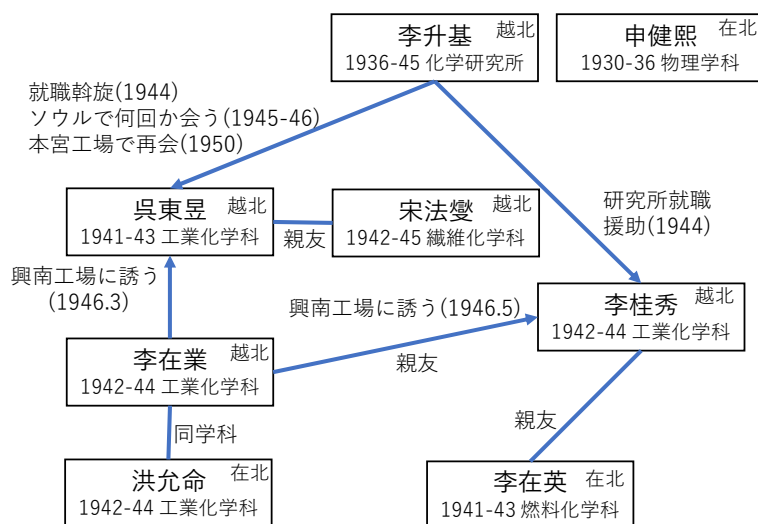 李升基 越北
1936-45 化学研究所
申健熙 在北
1930-36 物理学科
就職斡旋(1944)
ソウルで何回か会う(1945-46)
本宮工場で再会(1950)
呉東昱 越北
1941-43 工業化学科
親友
宋法燮 越北
1942-45 繊維化学科
研究所就職
援助(1944)
興南工場に誘う
(1946.3)
興南工場に誘う(1946.5)
李桂秀 越北
1942-44 工業化学科
李在業 越北
1942-44 工業化学科
親友
同学科
親友
洪允命 在北
1942-44 工業化学科
李在英 在北
1941-43 燃料化学科